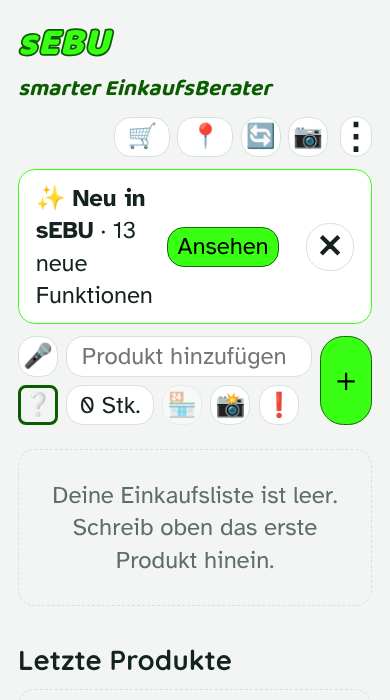 sEBU
smarter EinkaufsBerater
✨ Neu in
sEBU · 13
neue
Funktionen
Ansehen
Produkt hinzufügen
+
0 Stk.
Deine Einkaufsliste ist leer.
Schreib oben das erste
Produkt hinein.
Letzte Produkte